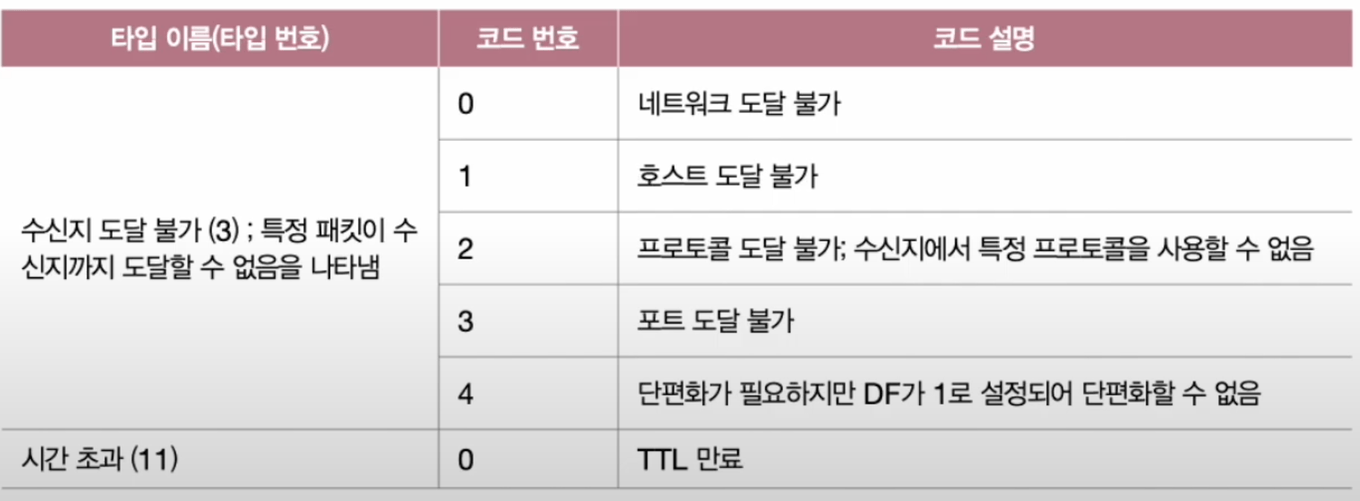 타입 이름(타입 번호) 코드 번호 코드 설명
0 네트워크 도달 불가
1 호스트 도달 불가
수신지 도달 불가 (3) ; 특정 패킷이 수
신지까지 도달할 수 없음을 나타냄
2 프로토콜 도달 불가; 수신지에서 특정 프로토콜을 사용할 수 없음
3 포트 도달 불가
4 단편화가 필요하지만 DF가 1로 설정되어 단편화할 수 없음
시간 초과 (11) 0 TTL 만료